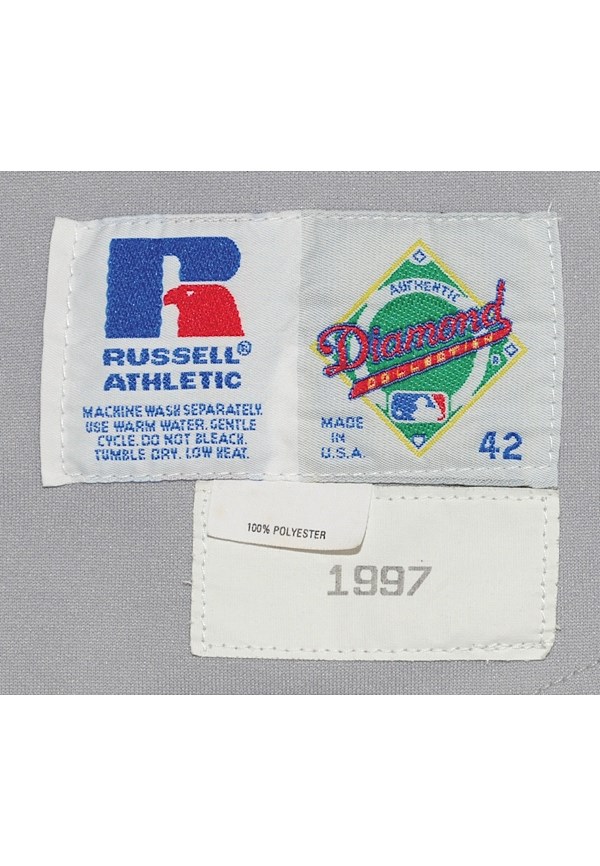 RUSSELL®
ATHLETIC
MACHINE WASH SEPARATELY.
USE WARM WATER. GENTLE
CYCLE. DO NOT BLEACH.
TUMBLE DRY. LOW HEAT.
AUTHENTIC
Diamond
COLLECTION
®
MADE
IN
U.S.A.
42
100% POLYESTER
1997